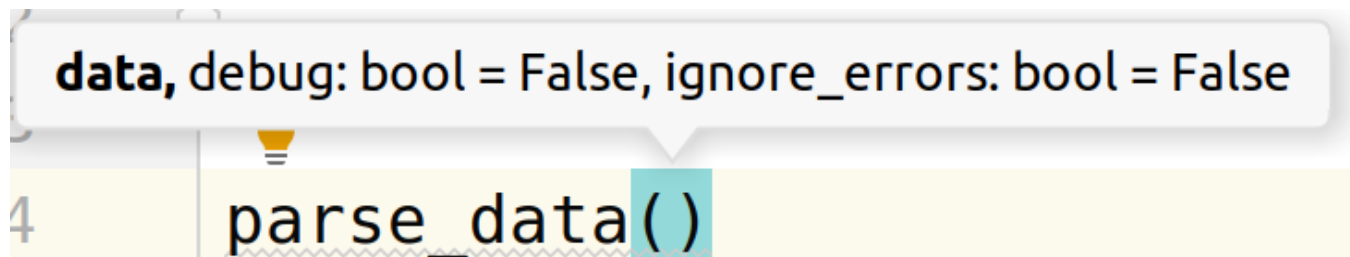 data, debug: bool = False, ignore_errors: bool = False
4 parse_data()